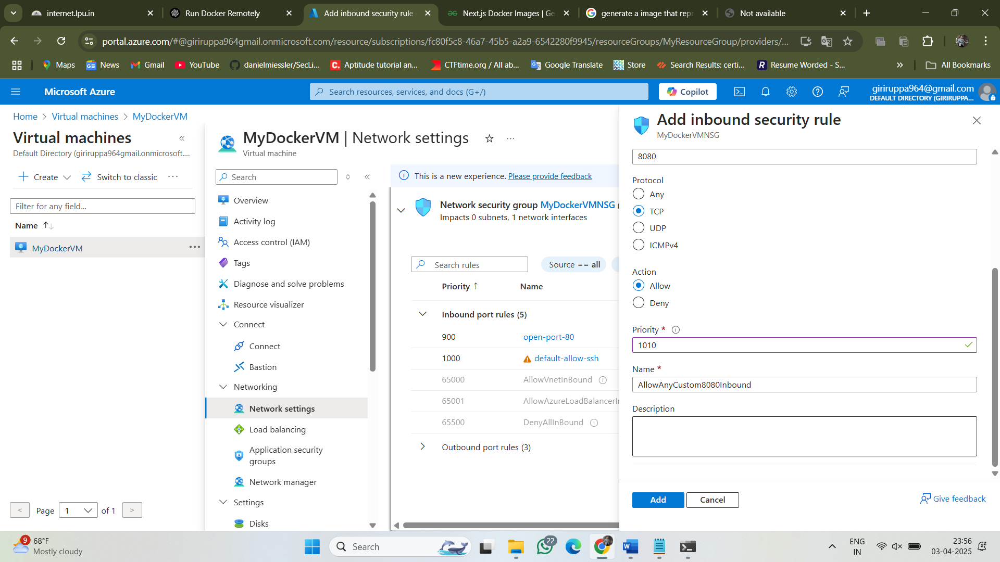 internet.lpu.in
Run Docker Remotely
Add inbound security rule
Next.js Docker Images | Ge
generate a image that repr
Not available
portal.azure.com/#@giriruppa964gmail.onmicrosoft.com/resource/subscriptions/fc80f5c8-46a7-45b5-a2a9-6542280f9945/resourceGroups/MyResourceGroup/providers/...
Maps
News
Gmail
YouTube
danielmiessler/SecLi...
Aptitude tutorial an...
CTFtime.org / All ab...
Google Translate
Store
Search Results: certi...
Resume Worded - S...
All Bookmarks
Microsoft Azure
Search resources, services, and docs (G+/)
Copilot
giriruppa964@gmail.com
DEFAULT DIRECTORY (GIRIRUPPA...
Home > Virtual machines > MyDockerVM
Virtual machines
Default Directory (giriruppa964gmail.onmicrosoft....
Create
Switch to classic
Filter for any field...
Name
MyDockerVM
< Page 1 of 1 >
MyDockerVM | Network settings
Virtual machine
Search
Overview
Activity log
Access control (IAM)
Tags
Diagnose and solve problems
Resource visualizer
Connect
Connect
Bastion
Networking
Network settings
Load balancing
Application security
groups
Network manager
Settings
Disks
This is a new experience. Please provide feedback
Network security group MyDockerVMNSG (
Impacts 0 subnets, 1 network interfaces
Search rules
Source == all
Priority ↑ Name
Inbound port rules (5)
900 open-port-80
1000 default-allow-ssh
65000 AllowVnetInBound
65001 AllowAzureLoadBalancerIn
65500 DenyAllInBound
Outbound port rules (3)
Add inbound security rule
MyDockerVMNSG
8080
Protocol
Any
TCP
UDP
ICMPv4
Action
Allow
Deny
Priority *
1010
Name *
AllowAnyCustom8080Inbound
Description
Add
Cancel
Give feedback
9
68°F
Mostly cloudy
Search
22
ENG
IN
23:56
03-04-2025